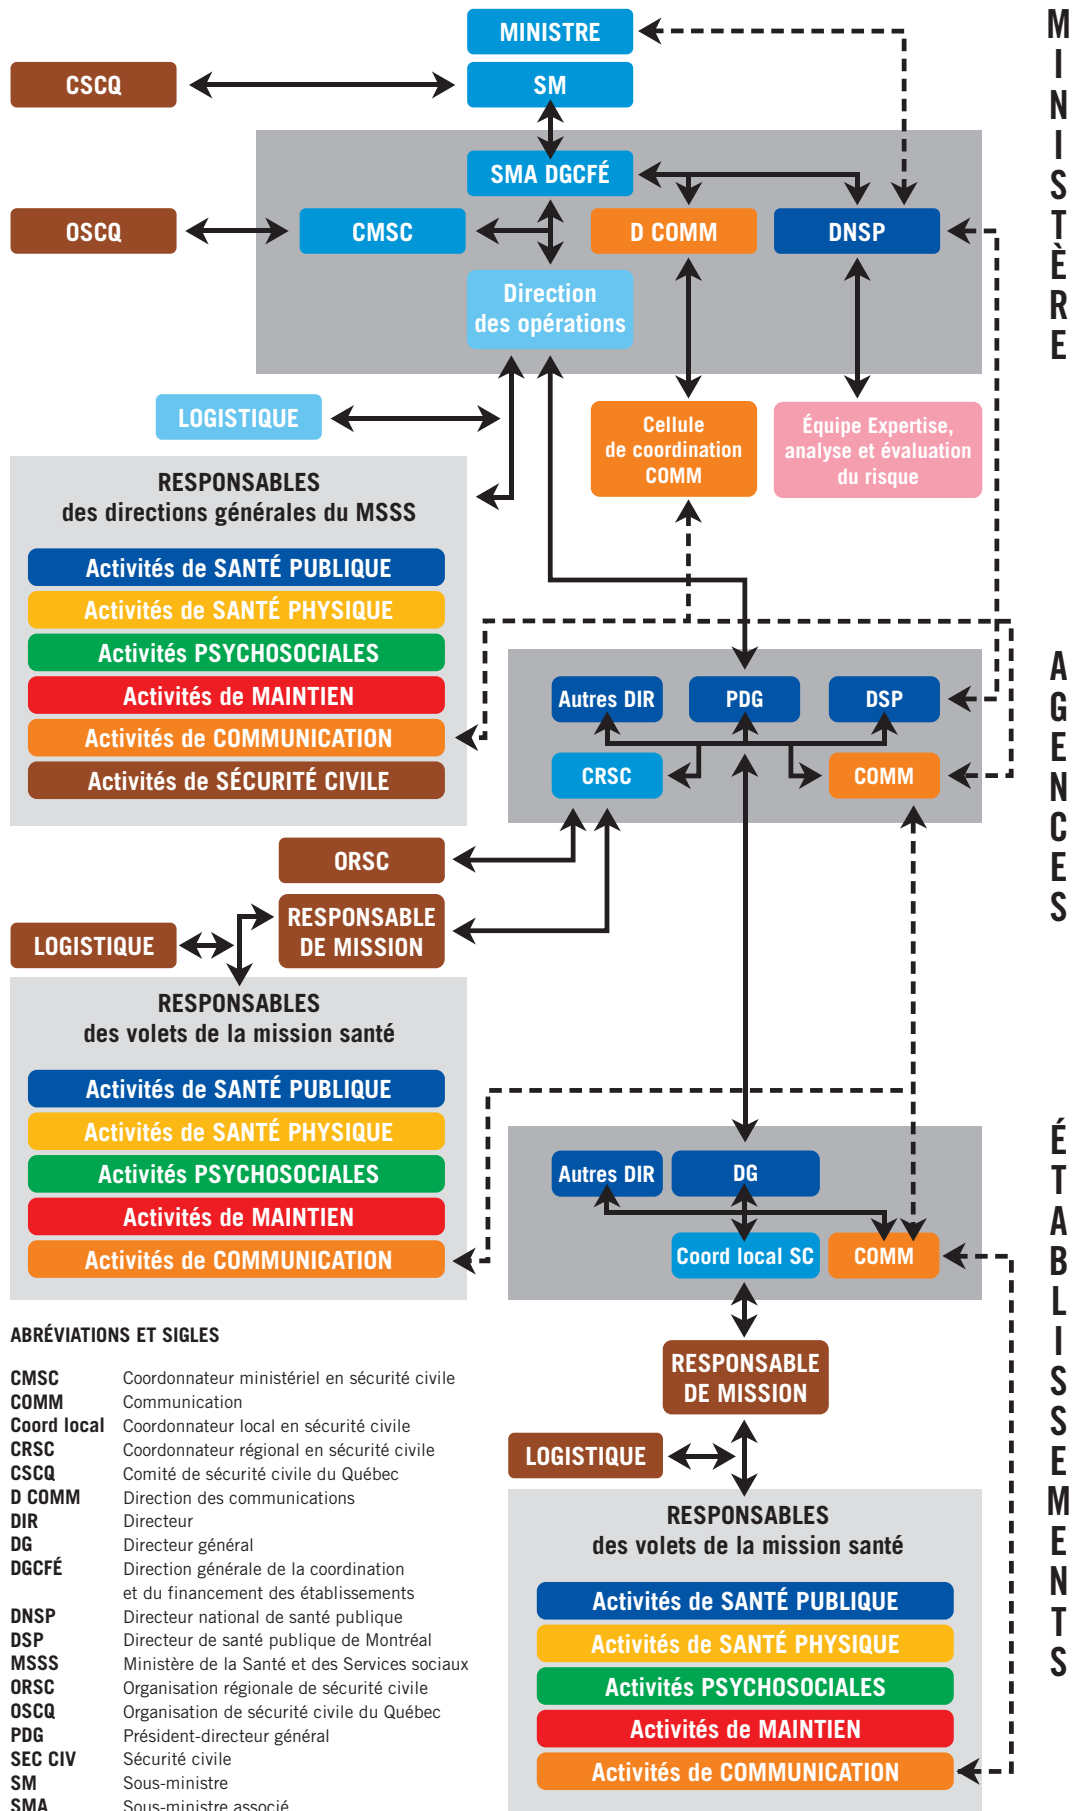 MINISTRE
CSCQ
SM
SMA DGCFÉ
OSCQ
CMSC
D COMM
DNSP
Direction
des opérations
MINISTÈRE
LOGISTIQUE
Cellule
de coordination
COMM
Équipe Expertise,
analyse et évaluation
du risque
RESPONSABLES
des directions générales du MSSS
Activités de SANTÉ PUBLIQUE
Activités de SANTÉ PHYSIQUE
Activités PSYCHOSOCIALES
Activités de MAINTIEN
Activités de COMMUNICATION
Activités de SÉCURITÉ CIVILE
Autres DIR
PDG
DSP
CRSC
COMM
AGENCES
ORSC
RESPONSABLE
DE MISSION
LOGISTIQUE
RESPONSABLES
des volets de la mission santé
Activités de SANTÉ PUBLIQUE
Activités de SANTÉ PHYSIQUE
Activités PSYCHOSOCIALES
Activités de MAINTIEN
Activités de COMMUNICATION
Autres DIR
DG
Coord local SC
COMM
ÉTABLISSEMENTS
RESPONSABLE
DE MISSION
LOGISTIQUE
RESPONSABLES
des volets de la mission santé
Activités de SANTÉ PUBLIQUE
Activités de SANTÉ PHYSIQUE
Activités PSYCHOSOCIALES
Activités de MAINTIEN
Activités de COMMUNICATION
ABRÉVIATIONS ET SIGLES
CMSC Coordonnateur ministériel en sécurité civile
COMM Communication
Coord local Coordonnateur local en sécurité civile
CRSC Coordonnateur régional en sécurité civile
CSCQ Comité de sécurité civile du Québec
D COMM Direction des communications
DIR Directeur
DG Directeur général
DGCFÉ Direction générale de la coordination
et du financement des établissements
DNSP Directeur national de santé publique
DSP Directeur de santé publique de Montréal
MSSS Ministère de la Santé et des Services sociaux
ORSC Organisation régionale de sécurité civile
OSCQ Organisation de sécurité civile du Québec
PDG Président-directeur général
SEC CIV Sécurité civile
SM Sous-ministre
SMA Sous-ministre associé